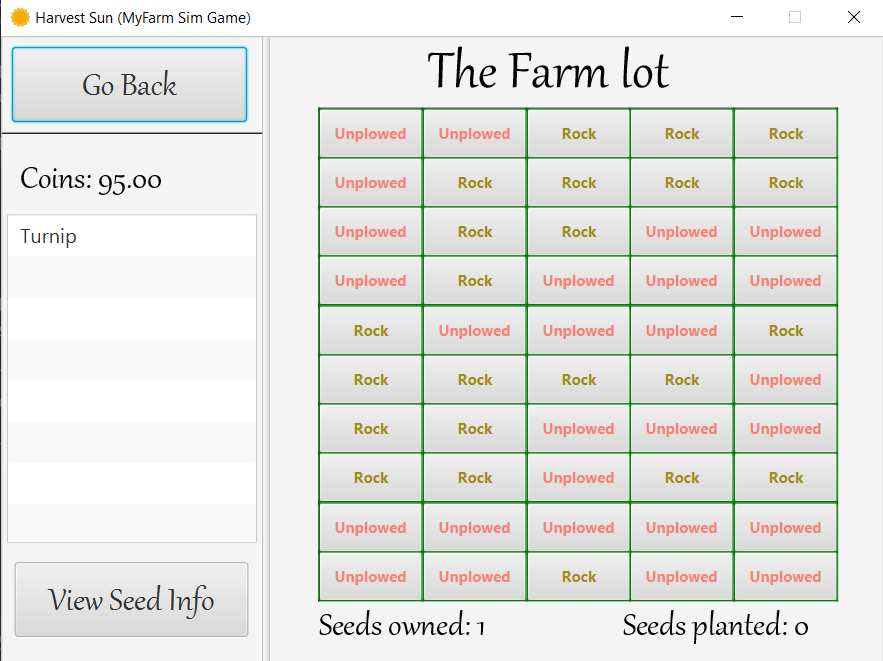 Harvest Sun (MyFarm Sim Game)
Go Back
Coins: 95.00
Turnip
View Seed Info
The Farm lot
Unplowed Unplowed Rock Rock Rock
Unplowed Rock Rock Rock Rock
Unplowed Rock Rock Unplowed Unplowed
Unplowed Rock Unplowed Unplowed Unplowed
Rock Unplowed Unplowed Unplowed Rock
Rock Rock Rock Rock Unplowed
Rock Rock Unplowed Unplowed Unplowed
Rock Rock Unplowed Rock Rock
Unplowed Unplowed Unplowed Unplowed Unplowed
Unplowed Unplowed Rock Unplowed Unplowed
Seeds owned: 1 Seeds planted: 0